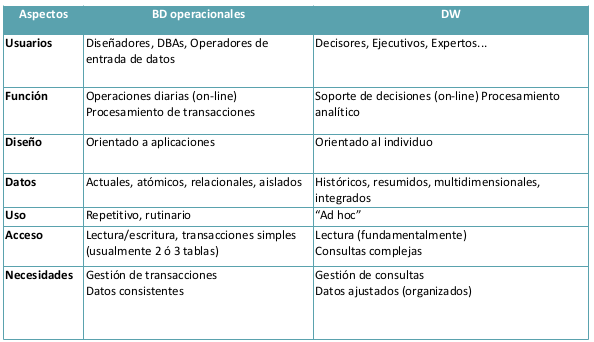 Aspectos BD operacionales DW
Usuarios Diseñadores, DBAs, Operadores de Decisores, Ejecutivos, Expertos...
entrada de datos
Función Operaciones diarias (on-line) Soporte de decisiones (on-line) Procesamiento
Procesamiento de transacciones analítico
Diseño Orientado a aplicaciones Orientado al individuo
Datos Actuales, atómicos, relacionales, aislados Históricos, resumidos, multidimensionales,
integrados
Uso Repetitivo, rutinario “Ad hoc”
Acceso Lectura/escritura, transacciones simples Lectura (fundamentalmente)
(usualmente 2 ó 3 tablas) Consultas complejas
Necesidades Gestión de transacciones Gestión de consultas
Datos consistentes Datos ajustados (organizados)